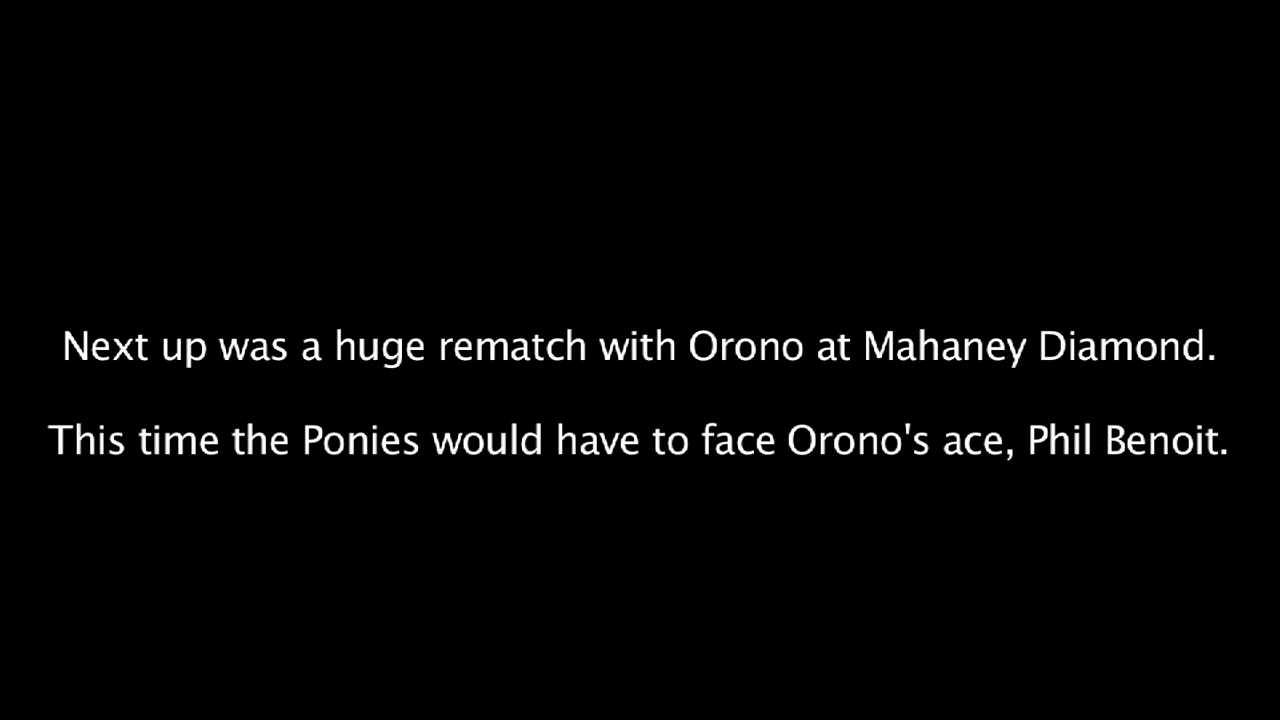 Next up was a huge rematch with Orono at Mahaney Diamond.
This time the Ponies would have to face Orono's ace, Phil Benoit.